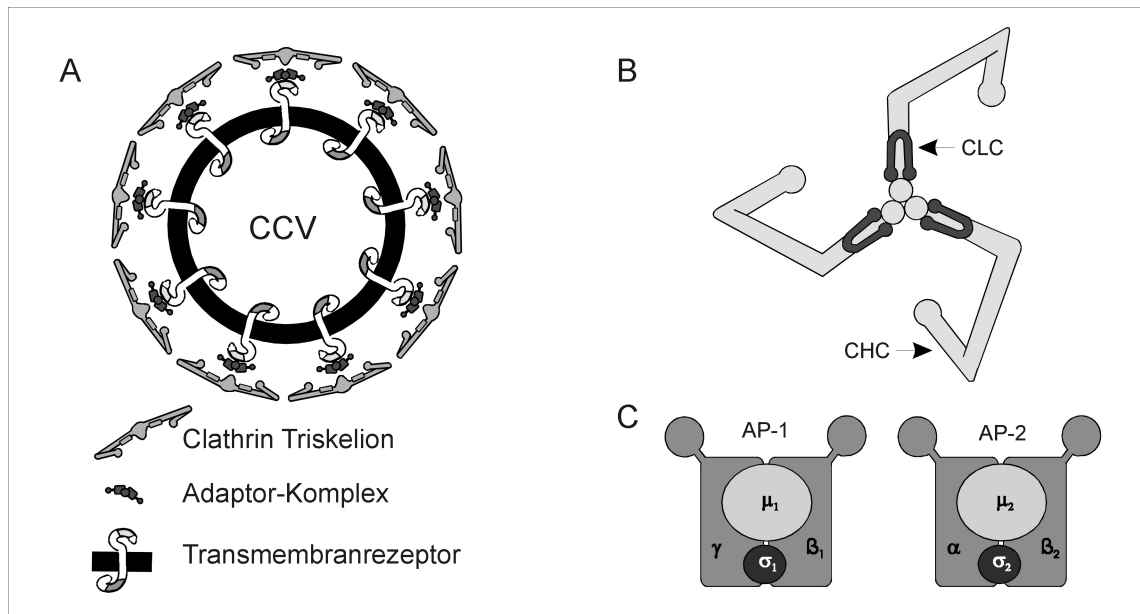 A
CCV
Clathrin Triskelion
Adaptor-Komplex
Transmembranrezeptor
B
CLC
CHC
C
AP-1
μ1
γ
β1
σ1
AP-2
μ2
α
β2
σ2